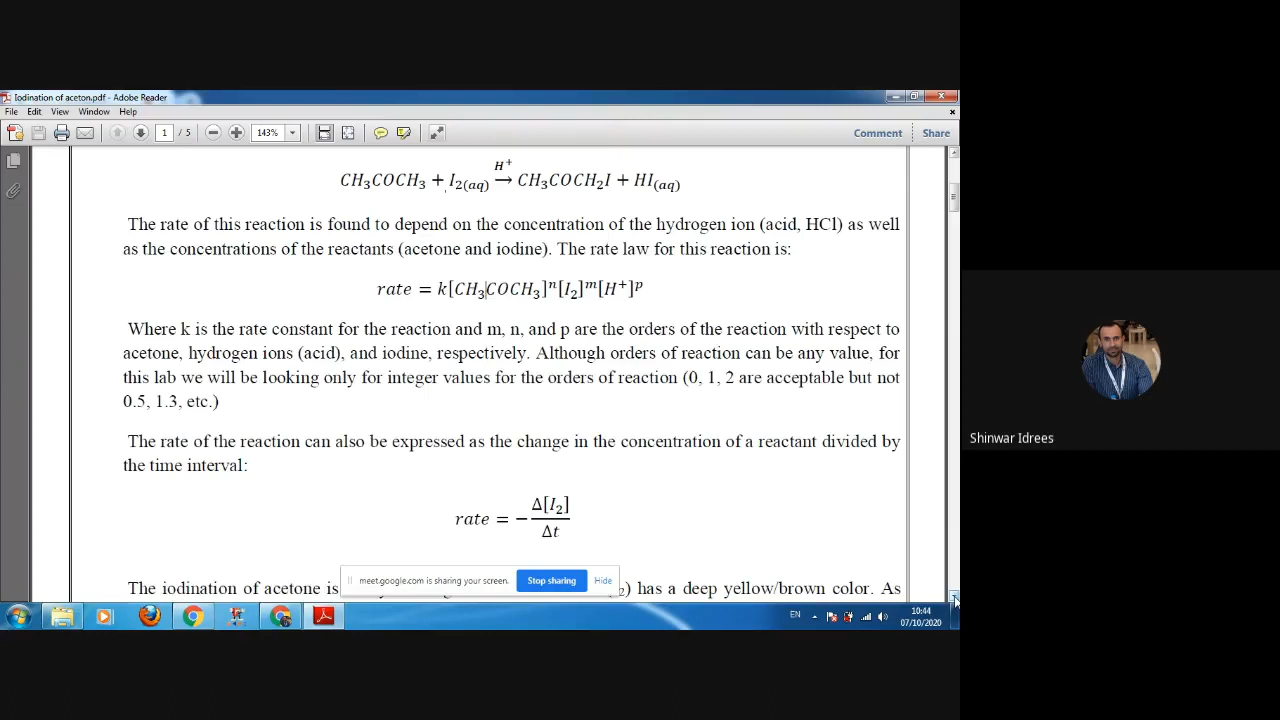 Iodination of aceton.pdf - Adobe Reader
File Edit View Window Help
1 / 5 143% Comment Share
CH₃COCH₃ + I₂₍aq₎ →ᴴ⁺ CH₃COCH₂I + HI₍aq₎
The rate of this reaction is found to depend on the concentration of the hydrogen ion (acid, HCl) as well
as the concentrations of the reactants (acetone and iodine). The rate law for this reaction is:
rate = k[CH₃COCH₃]ⁿ[I₂]ᵐ[H⁺]ᵖ
Where k is the rate constant for the reaction and m, n, and p are the orders of the reaction with respect to
acetone, hydrogen ions (acid), and iodine, respectively. Although orders of reaction can be any value, for
this lab we will be looking only for integer values for the orders of reaction (0, 1, 2 are acceptable but not
0.5, 1.3, etc.)
The rate of the reaction can also be expressed as the change in the concentration of a reactant divided by
the time interval:
rate = − Δ[I₂] / Δt
The iodination of acetone is ₂) has a deep yellow/brown color. As
meet.google.com is sharing your screen. Stop sharing Hide
EN 10:44
07/10/2020
Shinwar Idrees